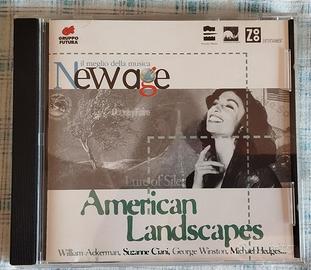 GRUPPO
FUTURA
il meglio della musica
New age
American
Landscapes
William Ackerman, Suzanne Ciani, George Winston, Michael Hedges...